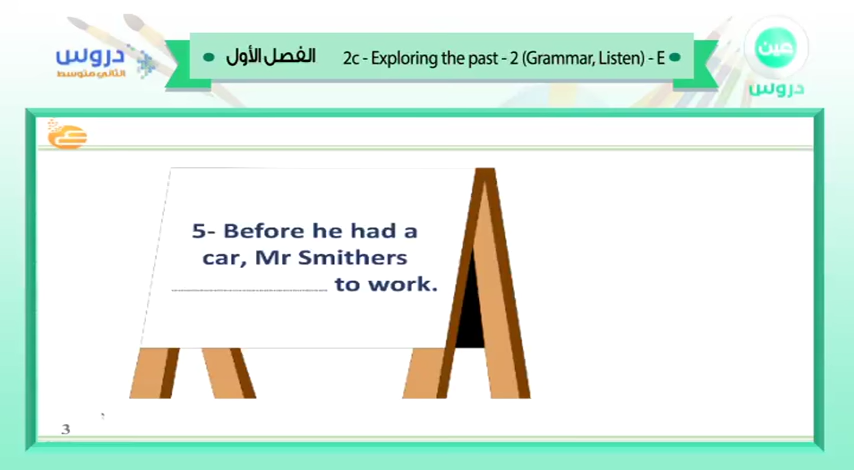 دروس
الثاني متوسط
الفصل الأول
2c - Exploring the past - 2 (Grammar, Listen) - E
عين
دروس
5- Before he had a
car, Mr Smithers
____________ to work.
3